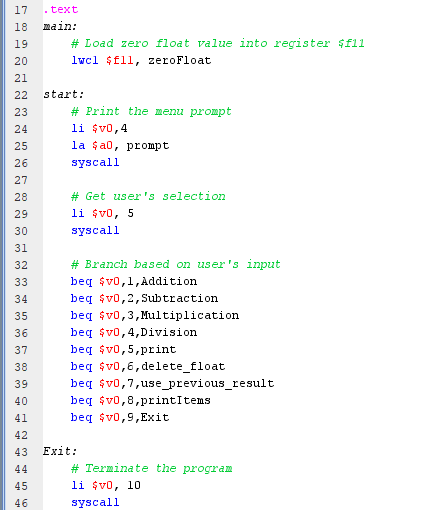 17 .text
18 main:
19 # Load zero float value into register $f11
20 lwc1 $f11, zeroFloat
21
22 start:
23 # Print the menu prompt
24 li $v0,4
25 la $a0, prompt
26 syscall
27
28 # Get user's selection
29 li $v0, 5
30 syscall
31
32 # Branch based on user's input
33 beq $v0,1,Addition
34 beq $v0,2,Subtraction
35 beq $v0,3,Multiplication
36 beq $v0,4,Division
37 beq $v0,5,print
38 beq $v0,6,delete_float
39 beq $v0,7,use_previous_result
40 beq $v0,8,printItems
41 beq $v0,9,Exit
42
43 Exit:
44 # Terminate the program
45 li $v0, 10
46 syscall